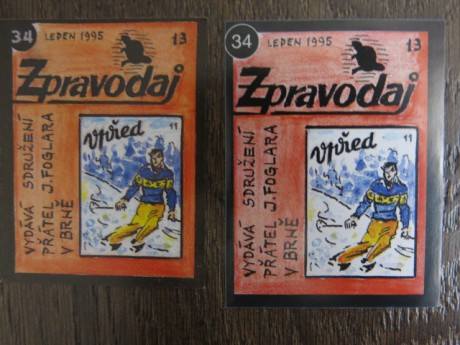 34
LEDEN 1995
13
Zpravodaj
Vpřed
11
VYDÁVÁ SDRUŽENÍ
PŘÁTEL J. FOGLARA
V BRNĚ
34
LEDEN 1995
13
Zpravodaj
Vpřed
11
VYDÁVÁ SDRUŽENÍ
PŘÁTEL J. FOGLARA
V BRNĚ